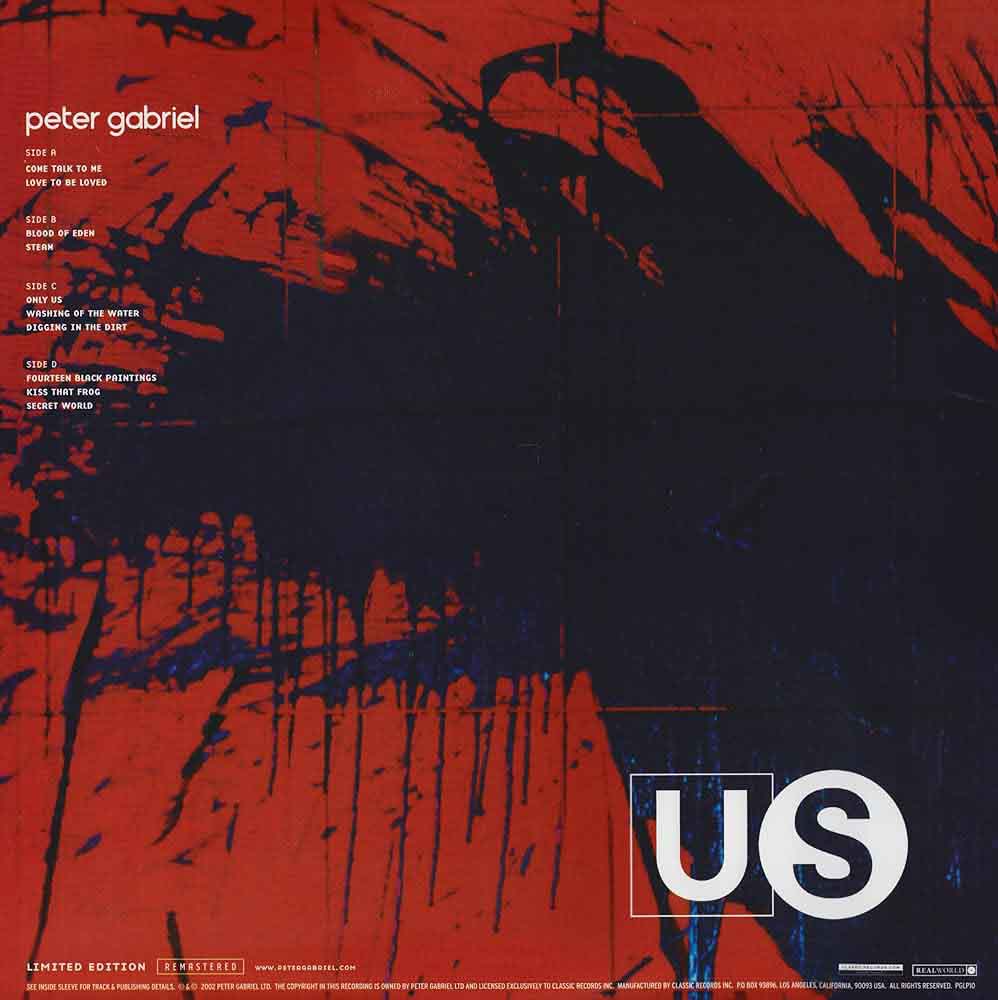 peter gabriel
SIDE A
COME TALK TO ME
LOVE TO BE LOVED
SIDE B
BLOOD OF EDEN
STEAM
SIDE C
ONLY US
WASHING OF THE WATER
DIGGING IN THE DIRT
SIDE D
FOURTEEN BLACK PAINTINGS
KISS THAT FROG
SECRET WORLD
US
LIMITED EDITION REMASTERED WWW.PETERGABRIEL.COM CLASSICRECORDS.COM REALWORLD
SEE INSIDE SLEEVE FOR TRACK & PUBLISHING DETAILS. ℗ & © 2002 PETER GABRIEL LTD. THE COPYRIGHT IN THIS RECORDING IS OWNED BY PETER GABRIEL LTD AND LICENSED EXCLUSIVELY TO CLASSIC RECORDS INC. MANUFACTURED BY CLASSIC RECORDS INC. P.O BOX 93896, LOS ANGELES, CALIFORNIA, 90093 USA. ALL RIGHTS RESERVED. PGLP10